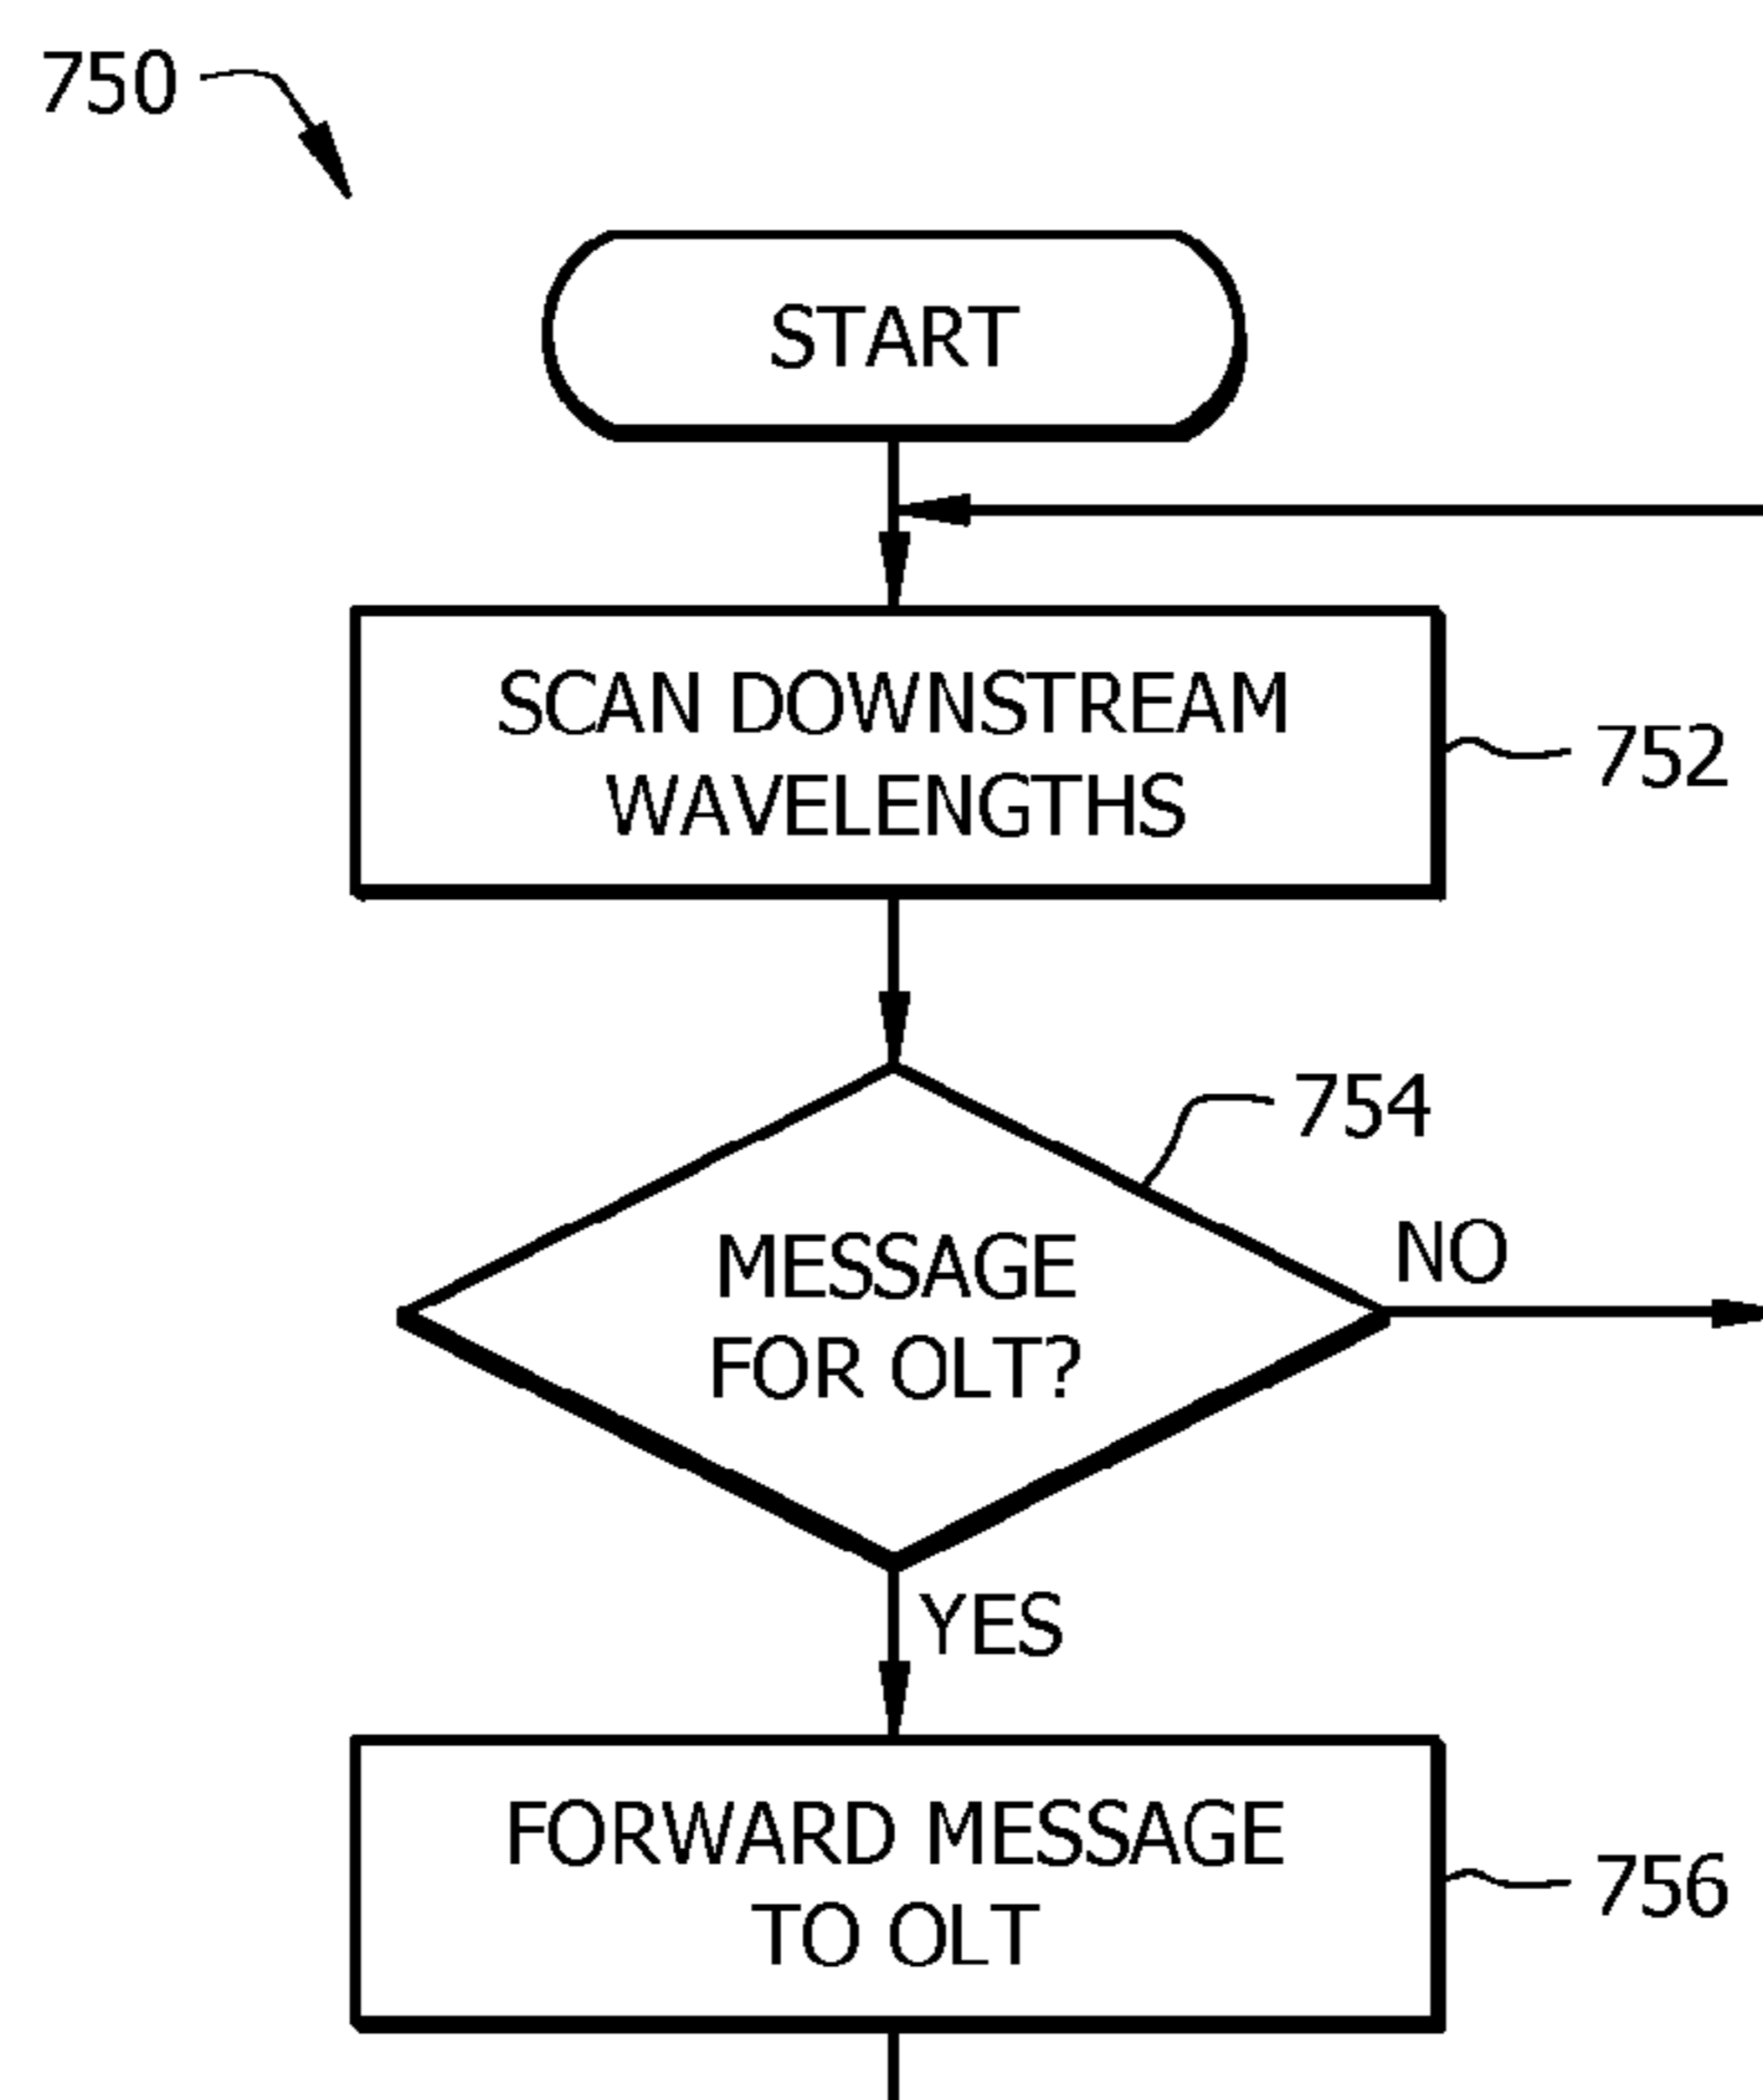 750
START
SCAN DOWNSTREAM
WAVELENGTHS
752
754
MESSAGE
FOR OLT?
NO
YES
FORWARD MESSAGE
TO OLT
756